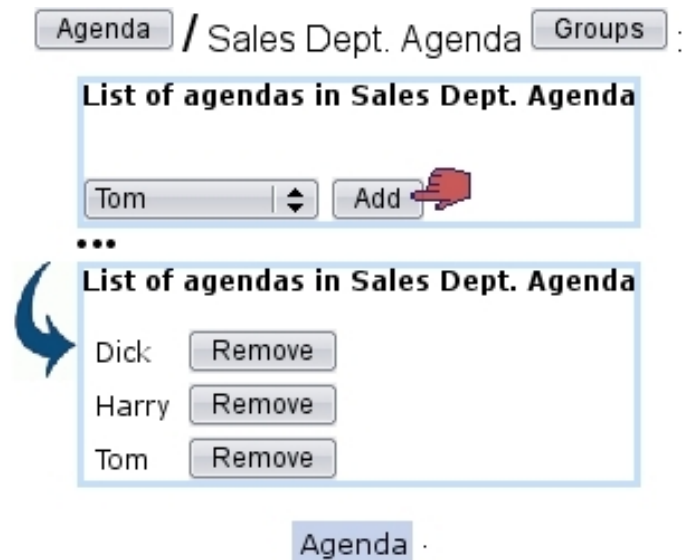 Agenda / Sales Dept. Agenda Groups :
List of agendas in Sales Dept. Agenda
Tom Add
...
List of agendas in Sales Dept. Agenda
Dick Remove
Harry Remove
Tom Remove
Agenda .